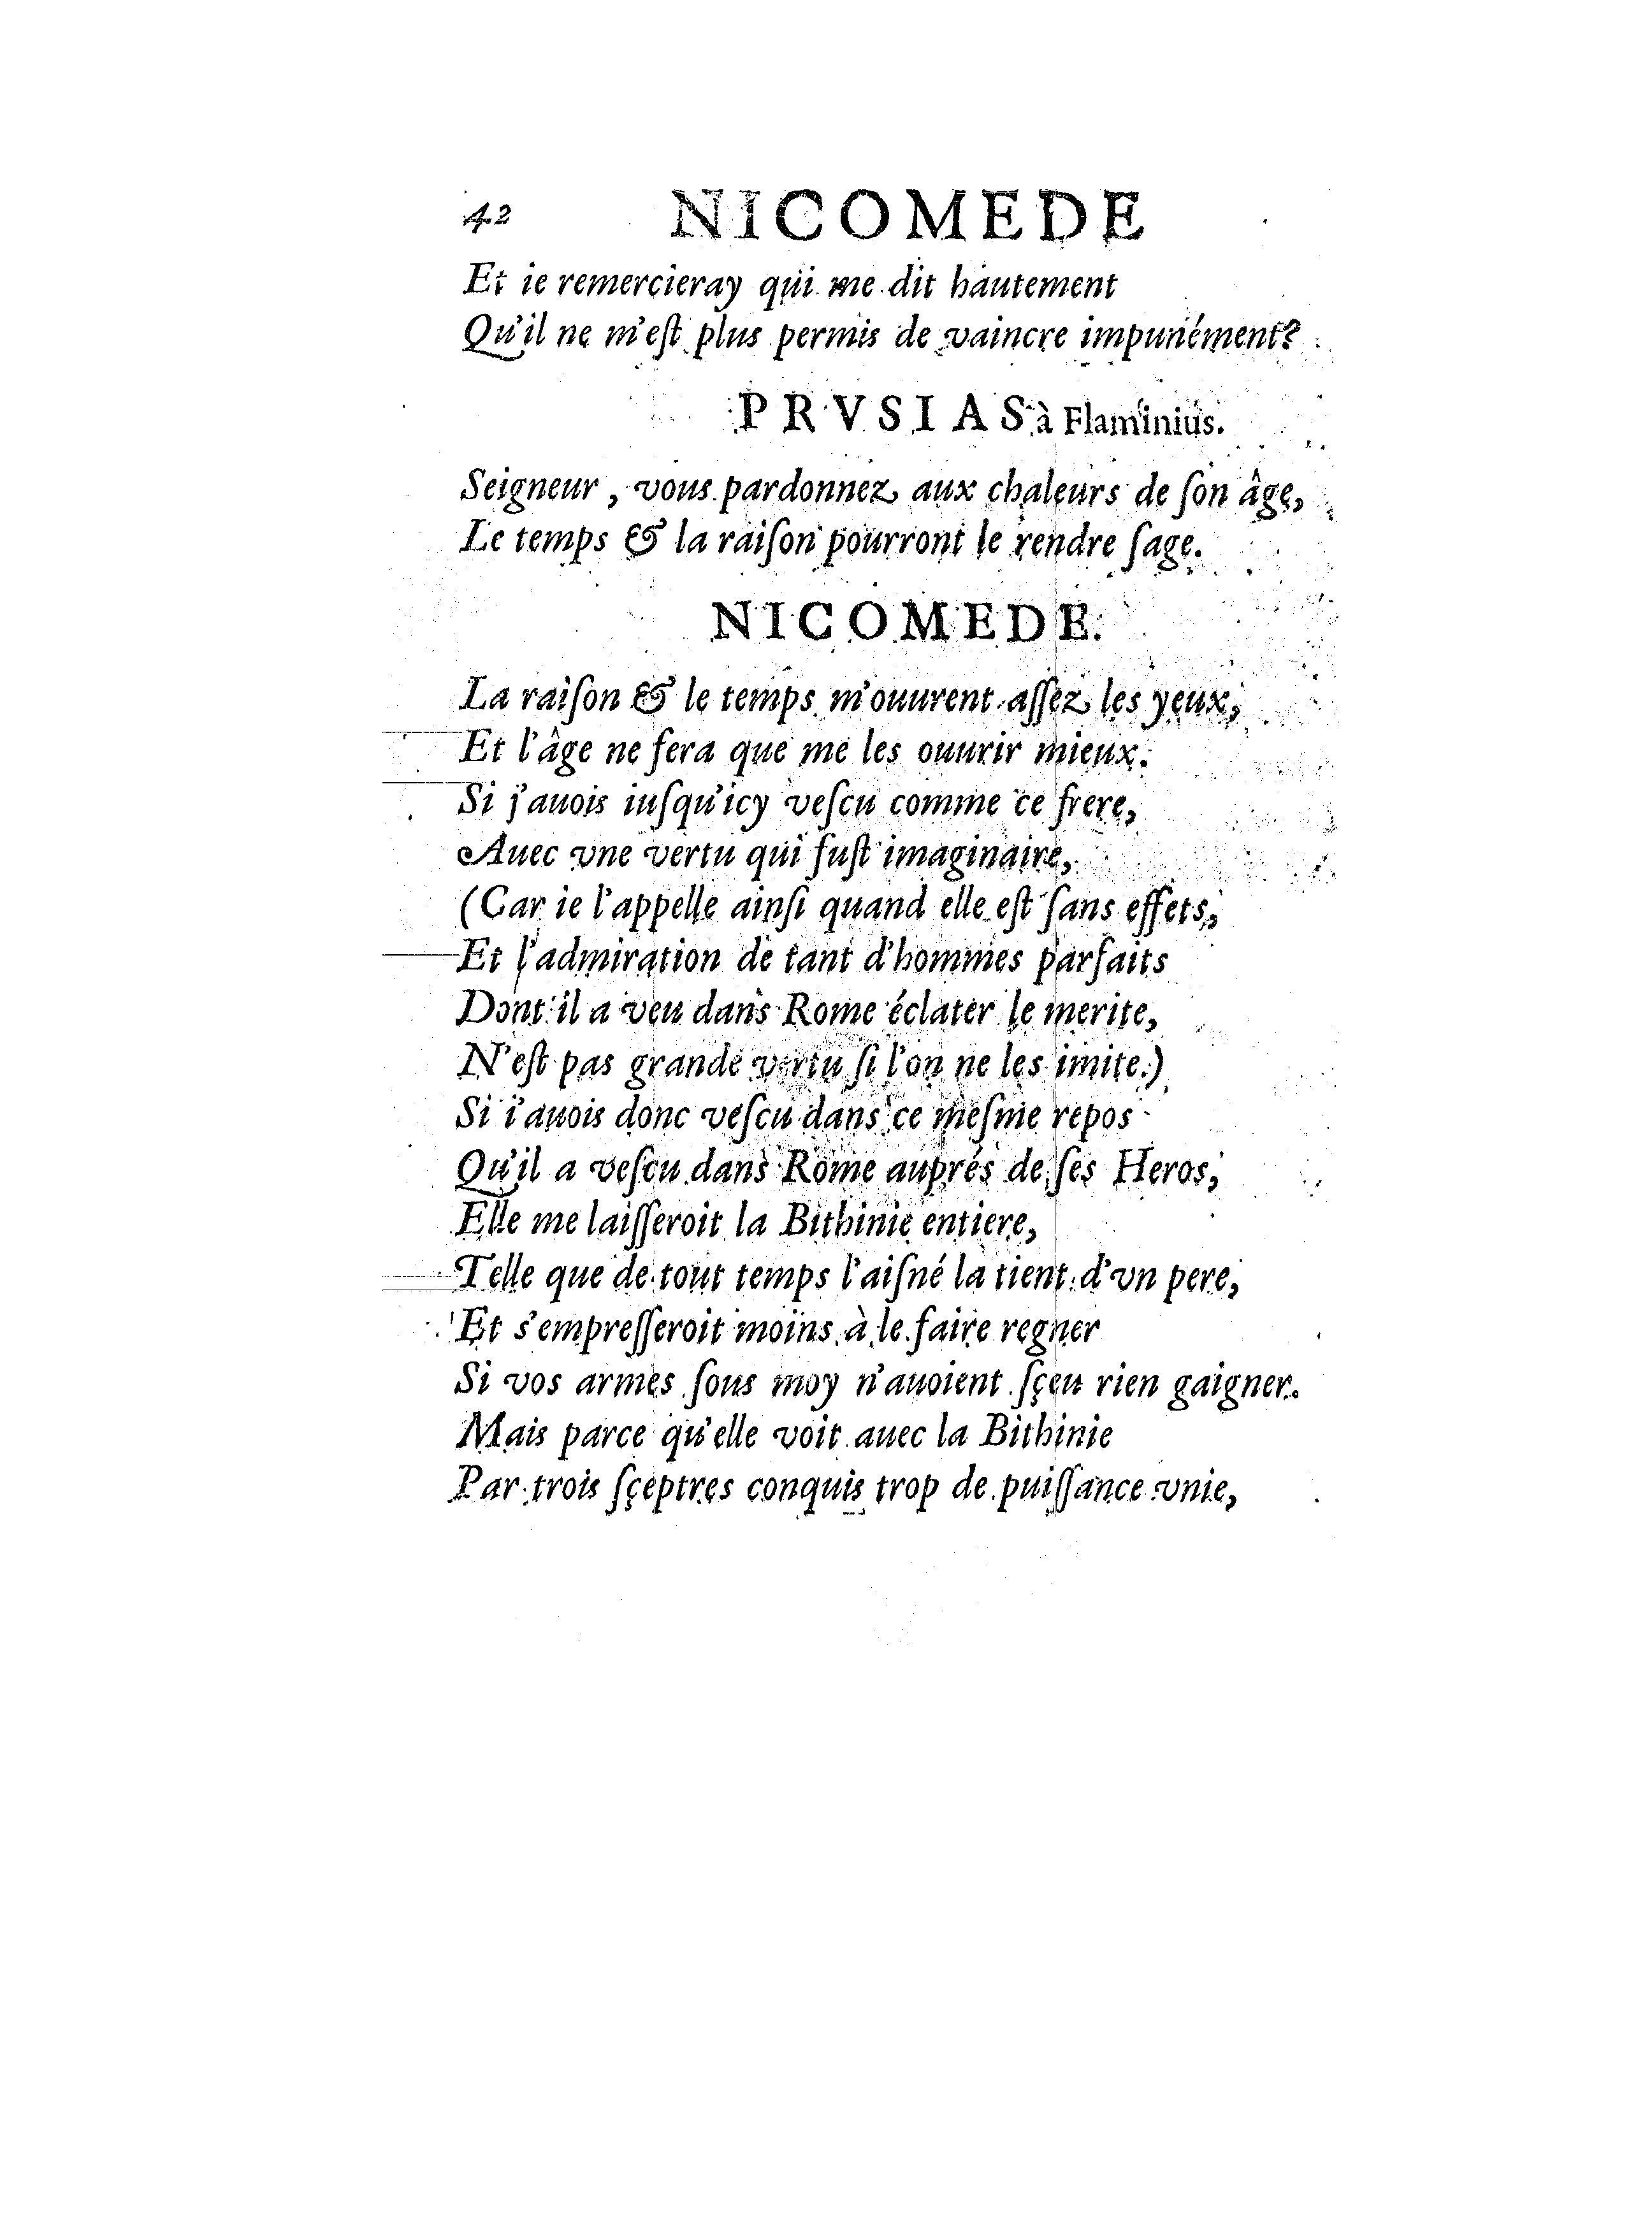 42 NICOMEDE
Et ie remercieray qui me dit hautement
Qu'il ne m'eſt plus permis de vaincre impunément?
PRVSIAS à Flaminius.
Seigneur, vous pardonnez aux chaleurs de ſon âge,
Le temps & la raiſon pourront le rendre ſage.
NICOMEDE.
La raiſon & le temps m'ouurent aſſez les yeux,
Et l'âge ne fera que me les ouurir mieux.
Si j'auois iuſqu'icy veſcu comme ce frere,
Auec vne vertu qui fuſt imaginaire,
(Car ie l'appelle ainſi quand elle eſt ſans effets,
Et l'admiration de tant d'hommes parfaits
Dont il a veu dans Rome éclater le merite,
N'eſt pas grande vertu ſi l'on ne les imite.)
Si i'auois donc veſcu dans ce meſme repos
Qu'il a veſcu dans Rome auprés de ſes Heros,
Elle me laiſſeroit la Bithinie entiere,
Telle que de tout temps l'aiſné la tient d'vn pere,
Et s'empreſſeroit moins à le faire regner
Si vos armes ſous moy n'auoient ſçeu rien gaigner.
Mais parce qu'elle voit auec la Bithinie
Par trois ſçeptres conquis trop de puiſſance vnie,